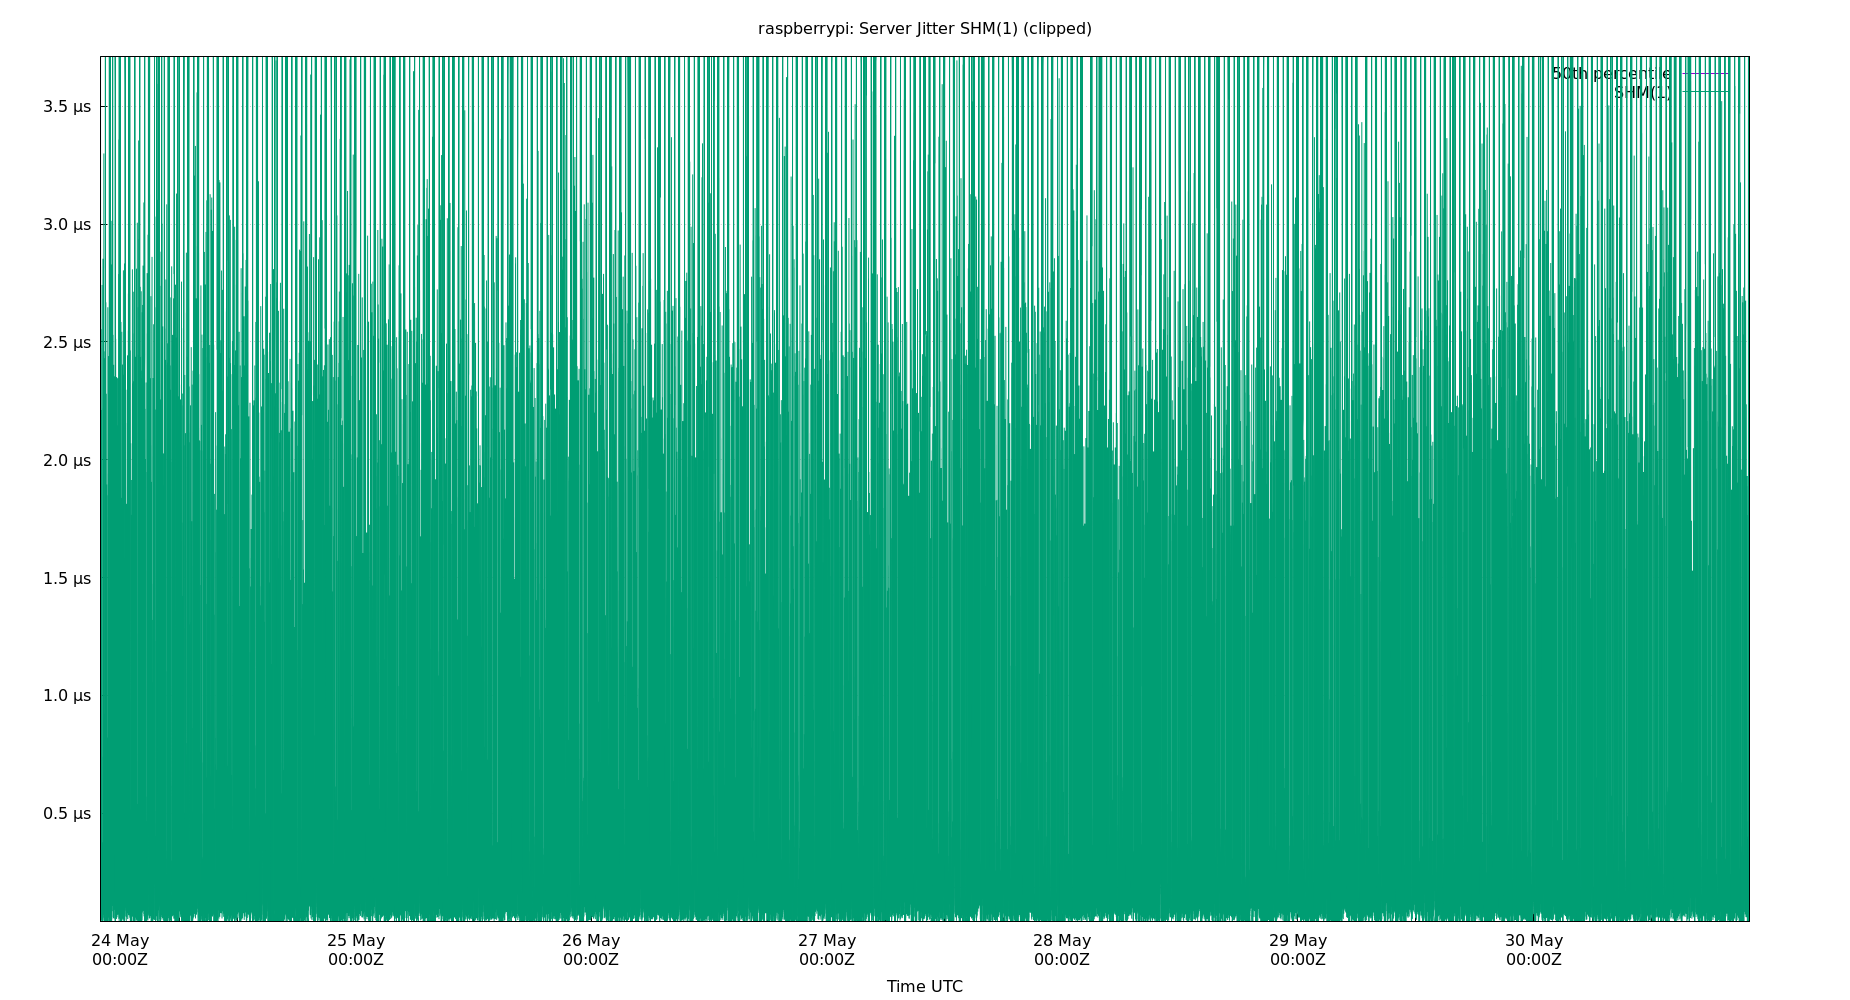 raspberrypi: Server Jitter SHM(1) (clipped)
50th percentile
SHM(1)
3.5 μs
3.0 μs
2.5 μs
2.0 μs
1.5 μs
1.0 μs
0.5 μs
24 May 25 May 26 May 27 May 28 May 29 May 30 May
00:00Z 00:00Z 00:00Z 00:00Z 00:00Z 00:00Z 00:00Z
Time UTC